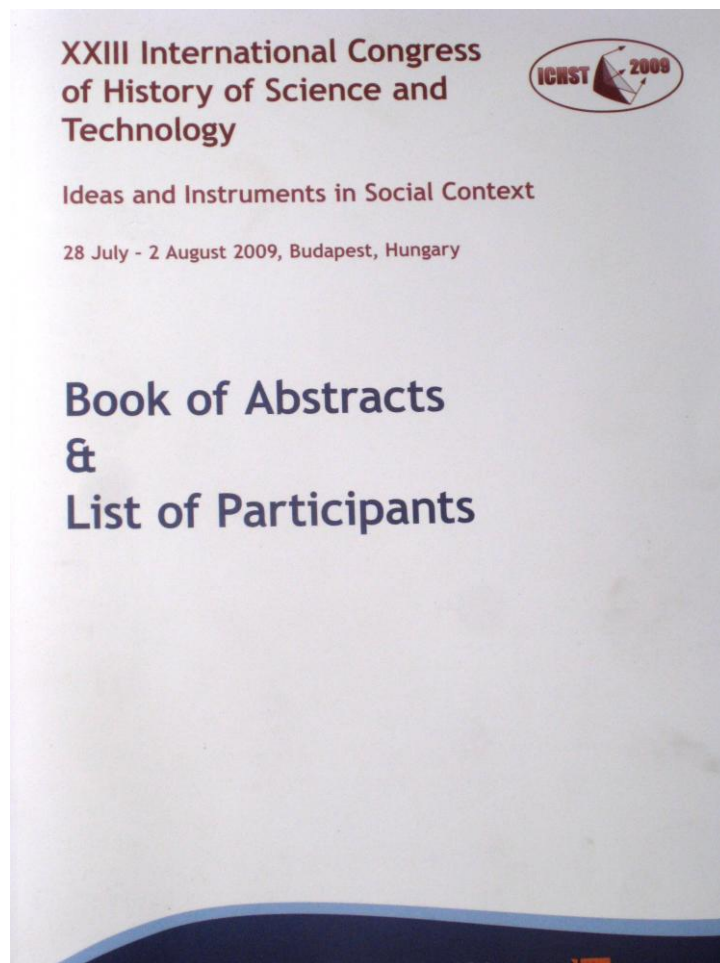 XXIII International Congress
of History of Science and
Technology
ICHST 2009
Ideas and Instruments in Social Context
28 July - 2 August 2009, Budapest, Hungary
Book of Abstracts
&
List of Participants